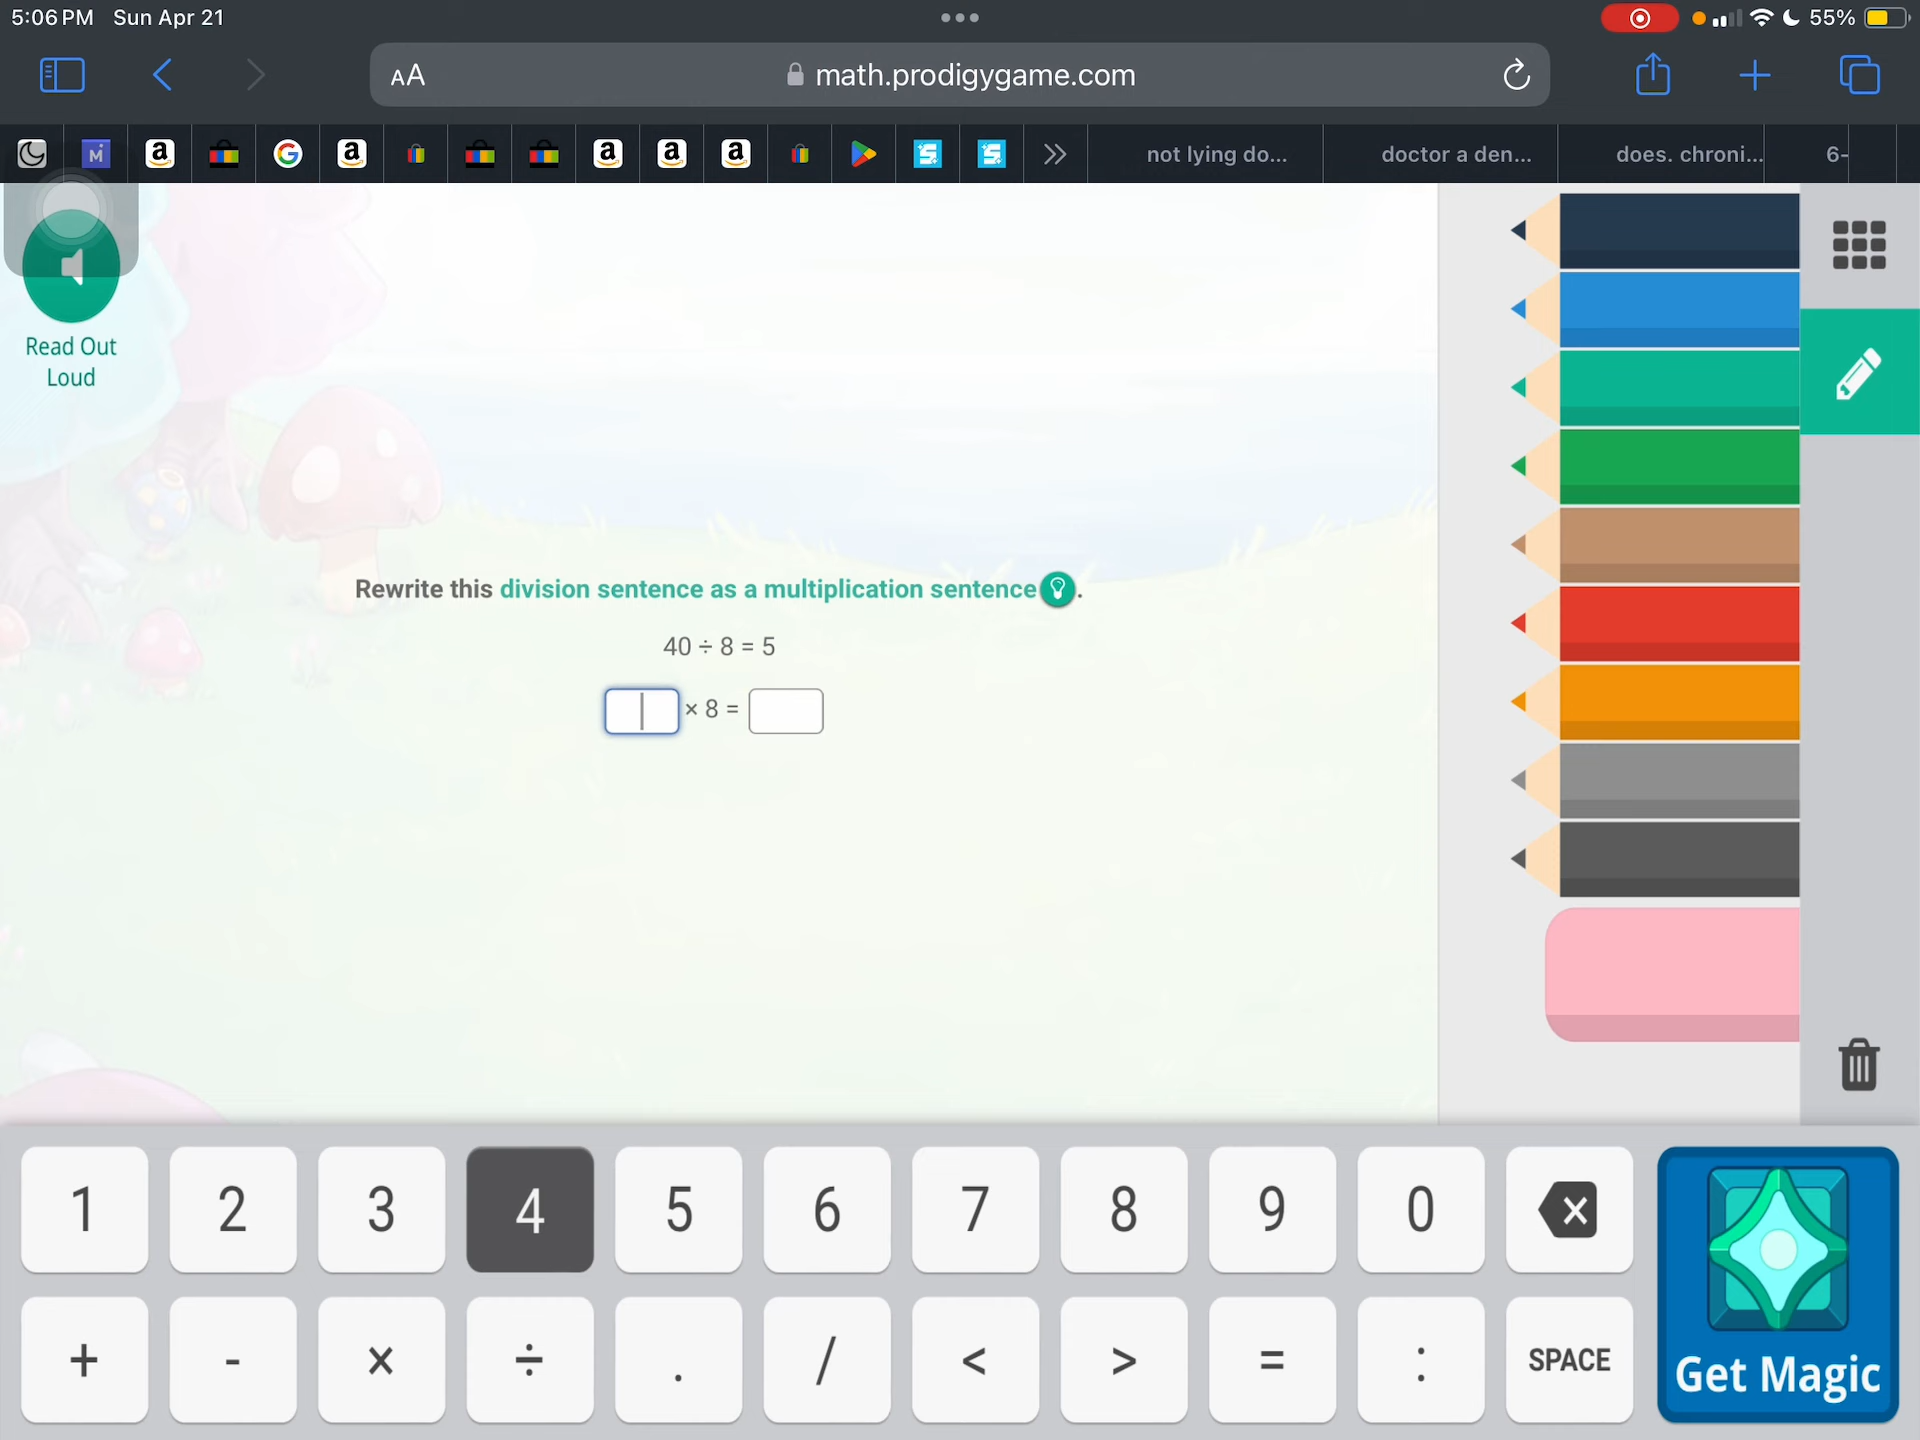 5:06 PM Sun Apr 21
55%
AA math.prodigygame.com
not lying do... doctor a den... does. chroni... 6-
Read Out
Loud
Rewrite this division sentence as a multiplication sentence.
40 ÷ 8 = 5
× 8 =
1 2 3 4 5 6 7 8 9 0
+ - × ÷ . / < > = : SPACE
Get Magic